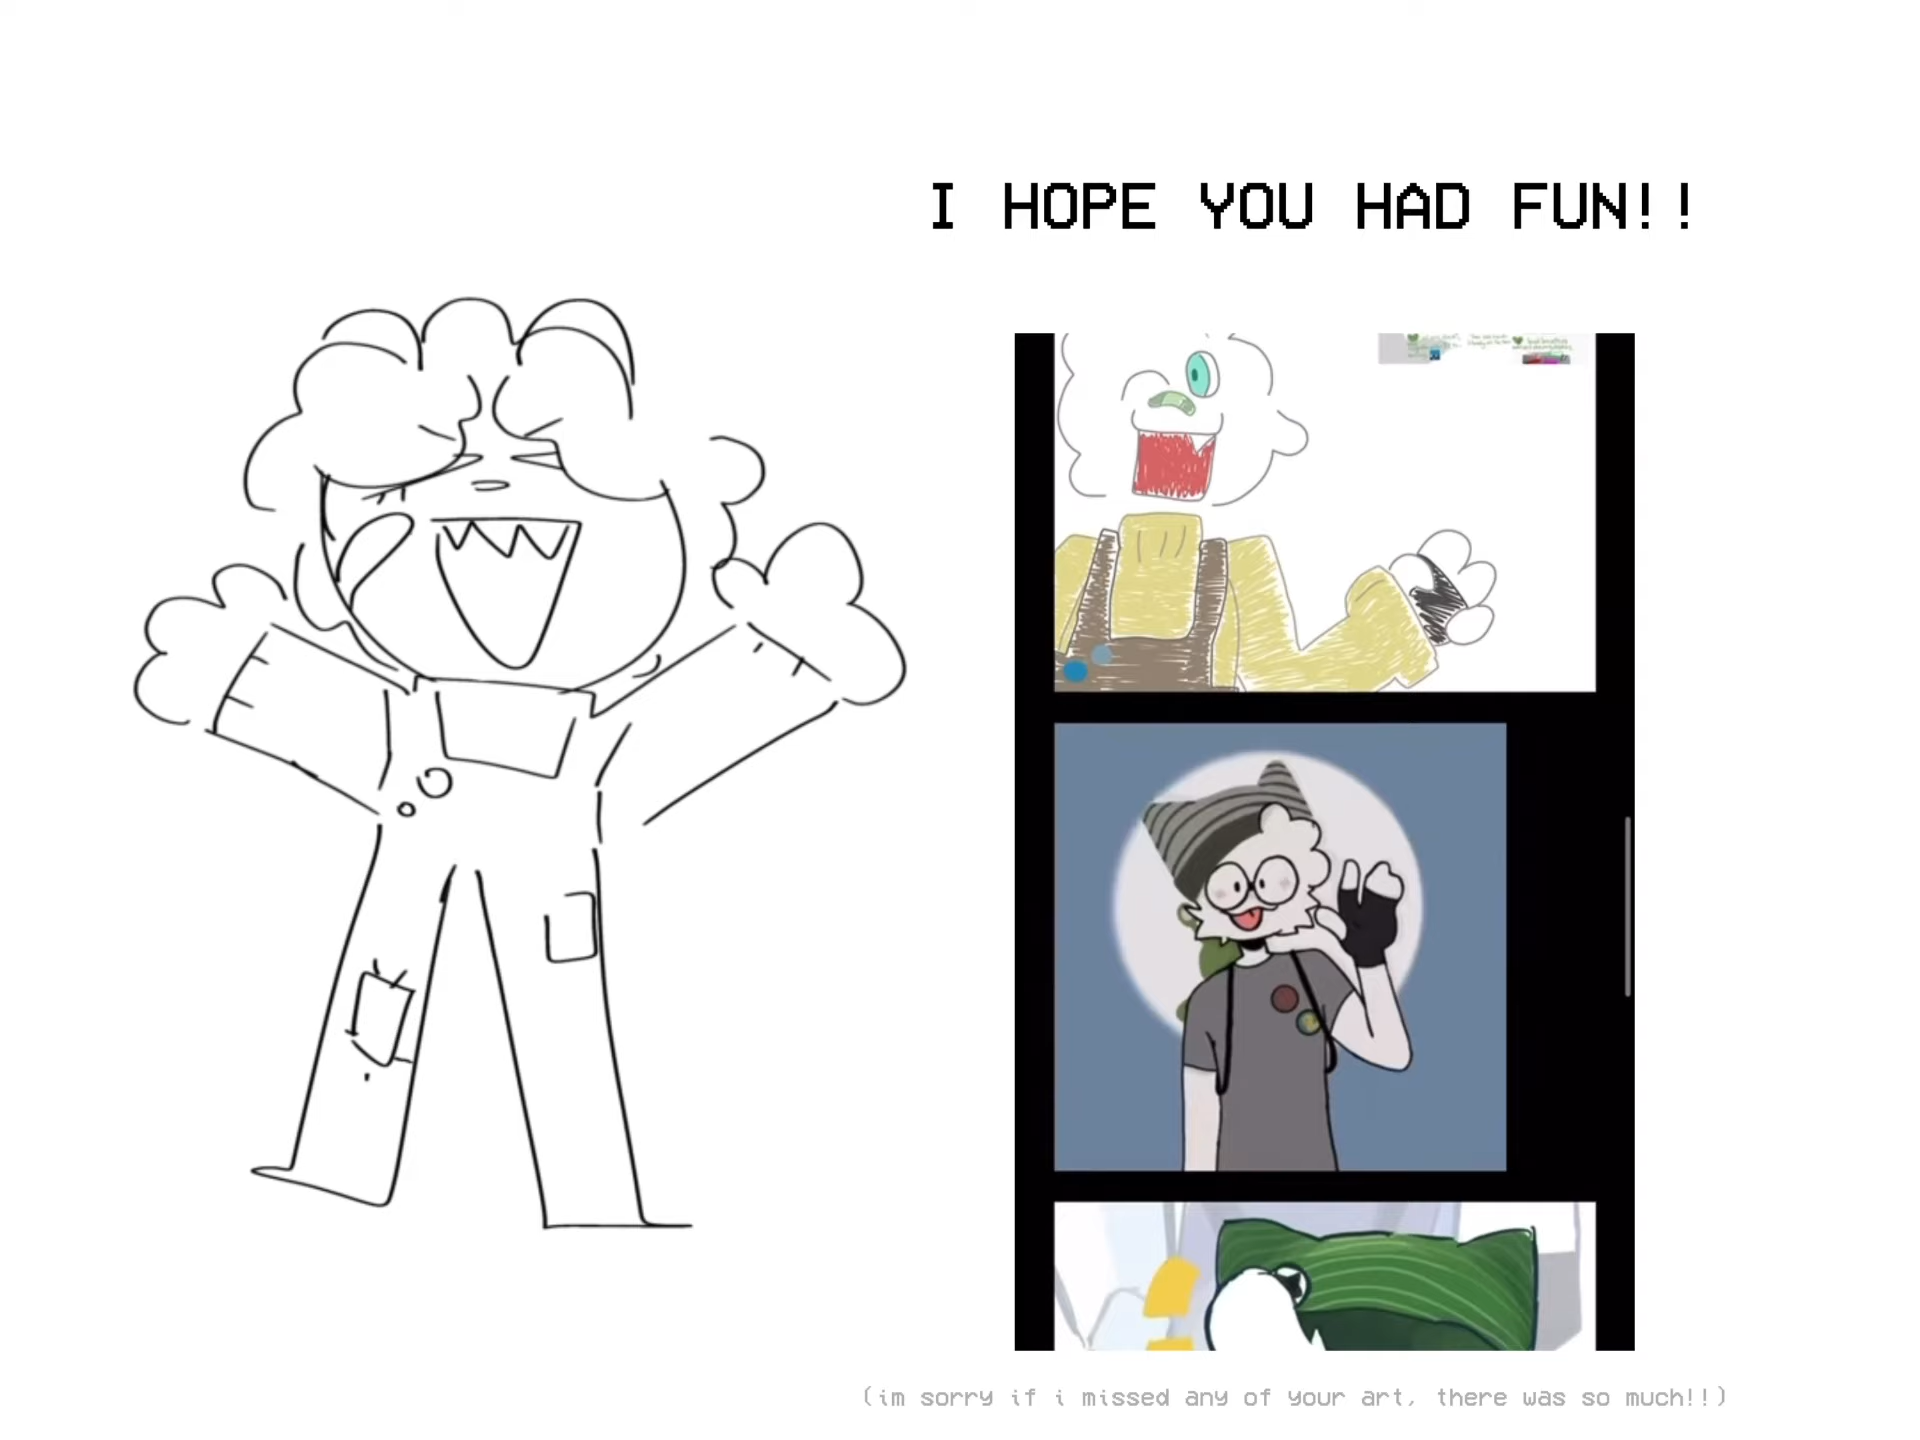 I HOPE YOU HAD FUN!!
(im sorry if i missed any of your art, there was so much!!)